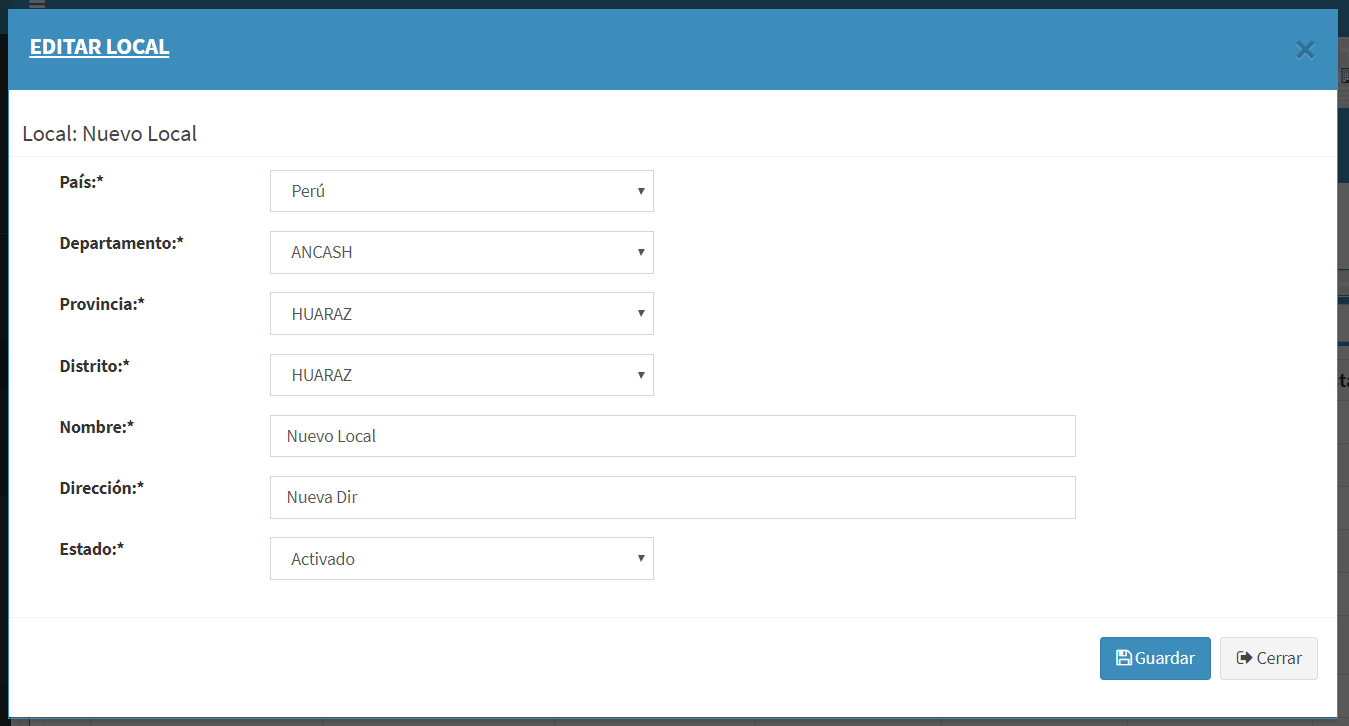 EDITAR LOCAL
×
Local: Nuevo Local
País:* Perú
Departamento:* ANCASH
Provincia:* HUARAZ
Distrito:* HUARAZ
Nombre:* Nuevo Local
Dirección:* Nueva Dir
Estado:* Activado
Guardar Cerrar